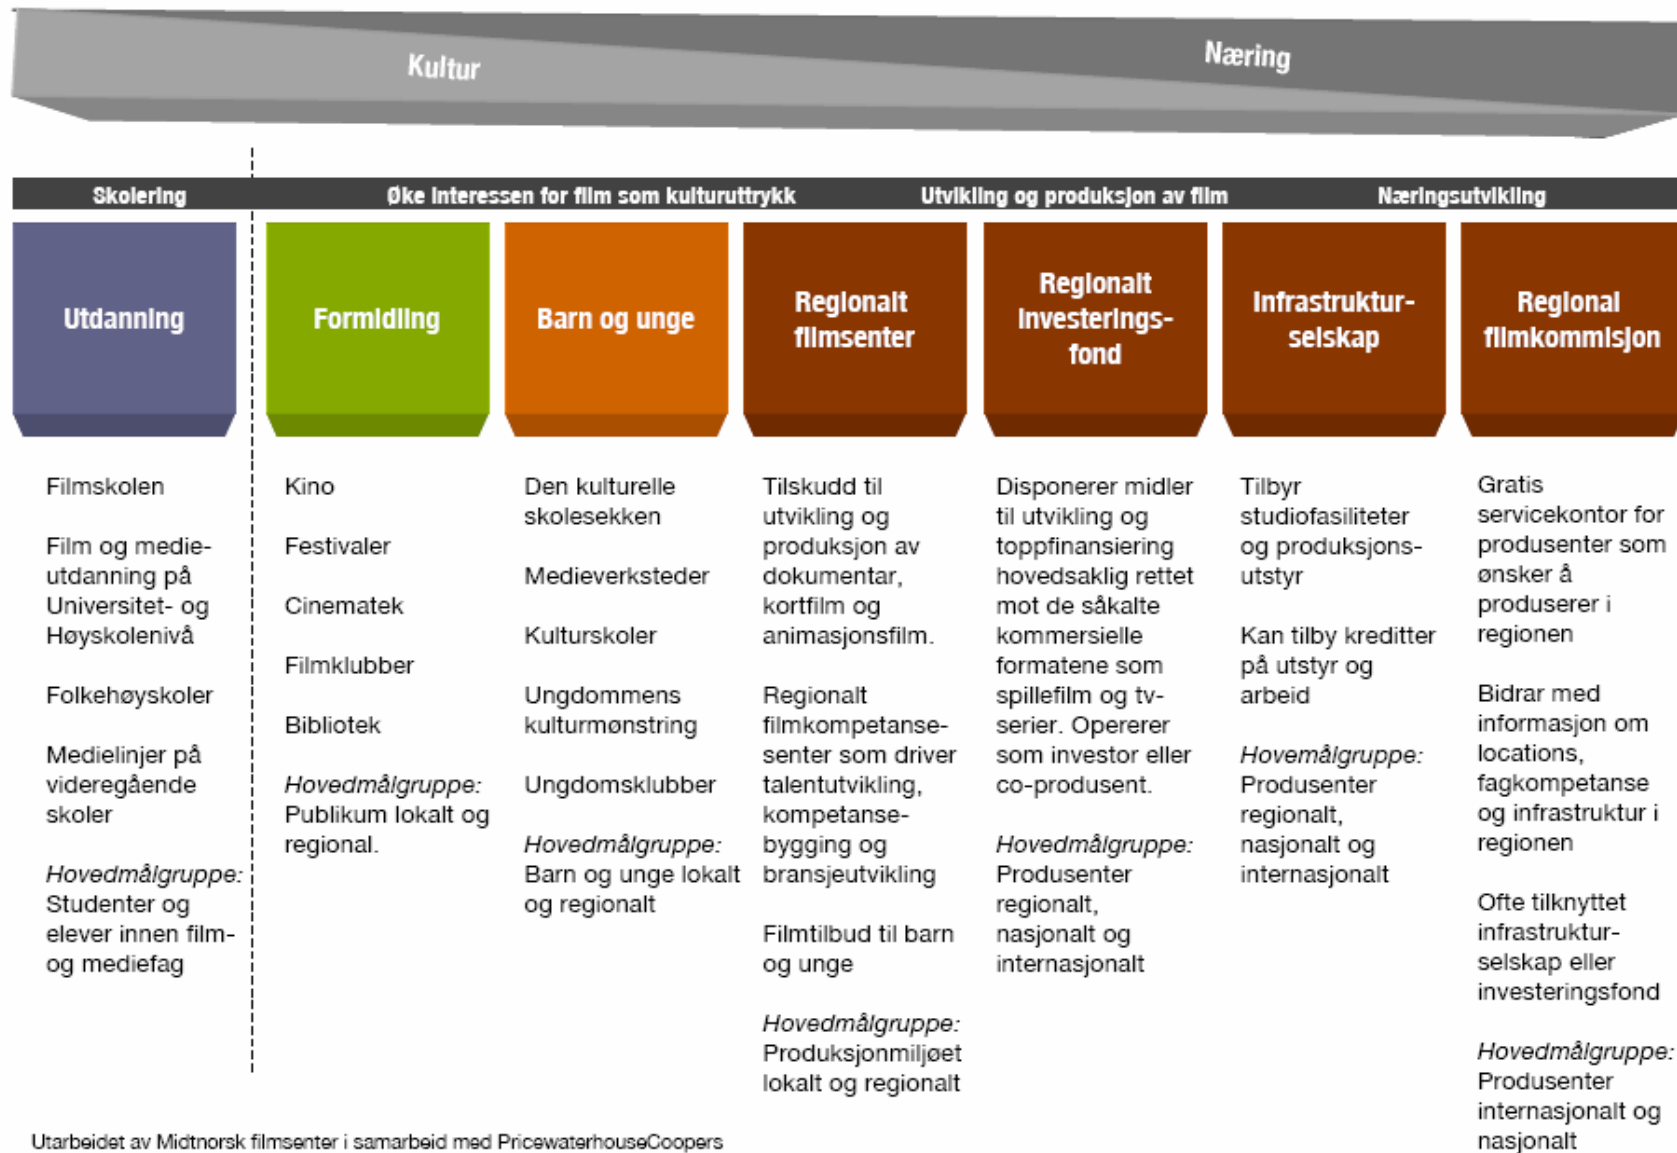 Kultur
Næring
Skolering
Øke interessen for film som kulturuttrykk
Utvikling og produksjon av film
Næringsutvikling
Utdanning
Formidling
Barn og unge
Regionalt
filmsenter
Regionalt
investerings-
fond
Infrastruktur-
selskap
Regional
filmkommisjon
Filmskolen
Film og medie-
utdanning på
Universitet- og
Høyskolenivå
Folkehøyskoler
Medielinjer på
videregående
skoler
Hovedmålgruppe:
Studenter og
elever innen film-
og mediefag
Kino
Festivaler
Cinematek
Filmklubber
Bibliotek
Hovedmålgruppe:
Publikum lokalt og
regional.
Den kulturelle
skolesekken
Medieverksteder
Kulturskoler
Ungdommens
kulturmønstring
Ungdomsklubber
Hovedmålgruppe:
Barn og unge lokalt
og regionalt
Tilskudd til
utvikling og
produksjon av
dokumentar,
kortfilm og
animasjonsfilm.
Regionalt
filmkompetanse-
senter som driver
talentutvikling,
kompetanse-
bygging og
bransjeutvikling
Filmtilbud til barn
og unge
Hovedmålgruppe:
Produksjonmiljøet
lokalt og regionalt
Disponerer midler
til utvikling og
toppfinansiering
hovedsaklig rettet
mot de såkalte
kommersielle
formatene som
spillefilm og tv-
serier. Opererer
som investor eller
co-produsent.
Hovedmålgruppe:
Produsenter
regionalt,
nasjonalt og
internasjonalt
Tilbyr
studiofasiliteter
og produksjons-
utstyr
Kan tilby kreditter
på utstyr og
arbeid
Hovemålgruppe:
Produsenter
regionalt,
nasjonalt og
internasjonalt
Gratis
servicekontor for
produsenter som
ønsker å
produserer i
regionen
Bidrar med
informasjon om
locations,
fagkompetanse
og infrastruktur i
regionen
Ofte tilknyttet
infrastruktur-
selskap eller
investeringsfond
Hovedmålgruppe:
Produsenter
internasjonalt og
nasjonalt
Utarbeidet av Midtnorsk filmsenter i samarbeid med PricewaterhouseCoopers